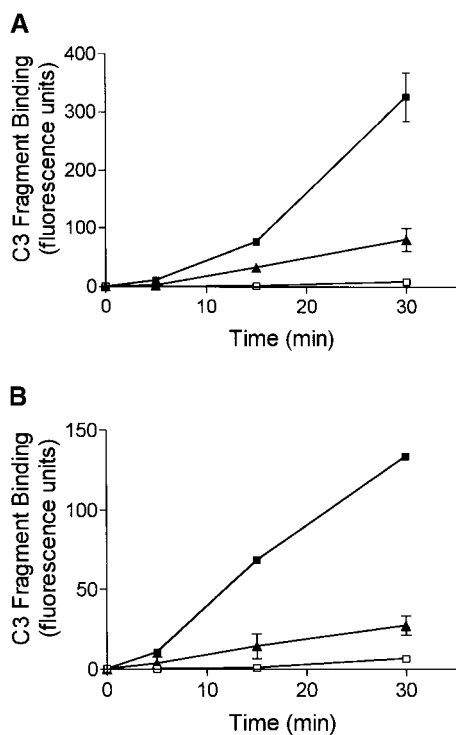 A
C3 Fragment Binding
(fluorescence units)
400
300
200
100
0
0 10 20 30
Time (min)
B
C3 Fragment Binding
(fluorescence units)
150
100
50
0
0 10 20 30
Time (min)